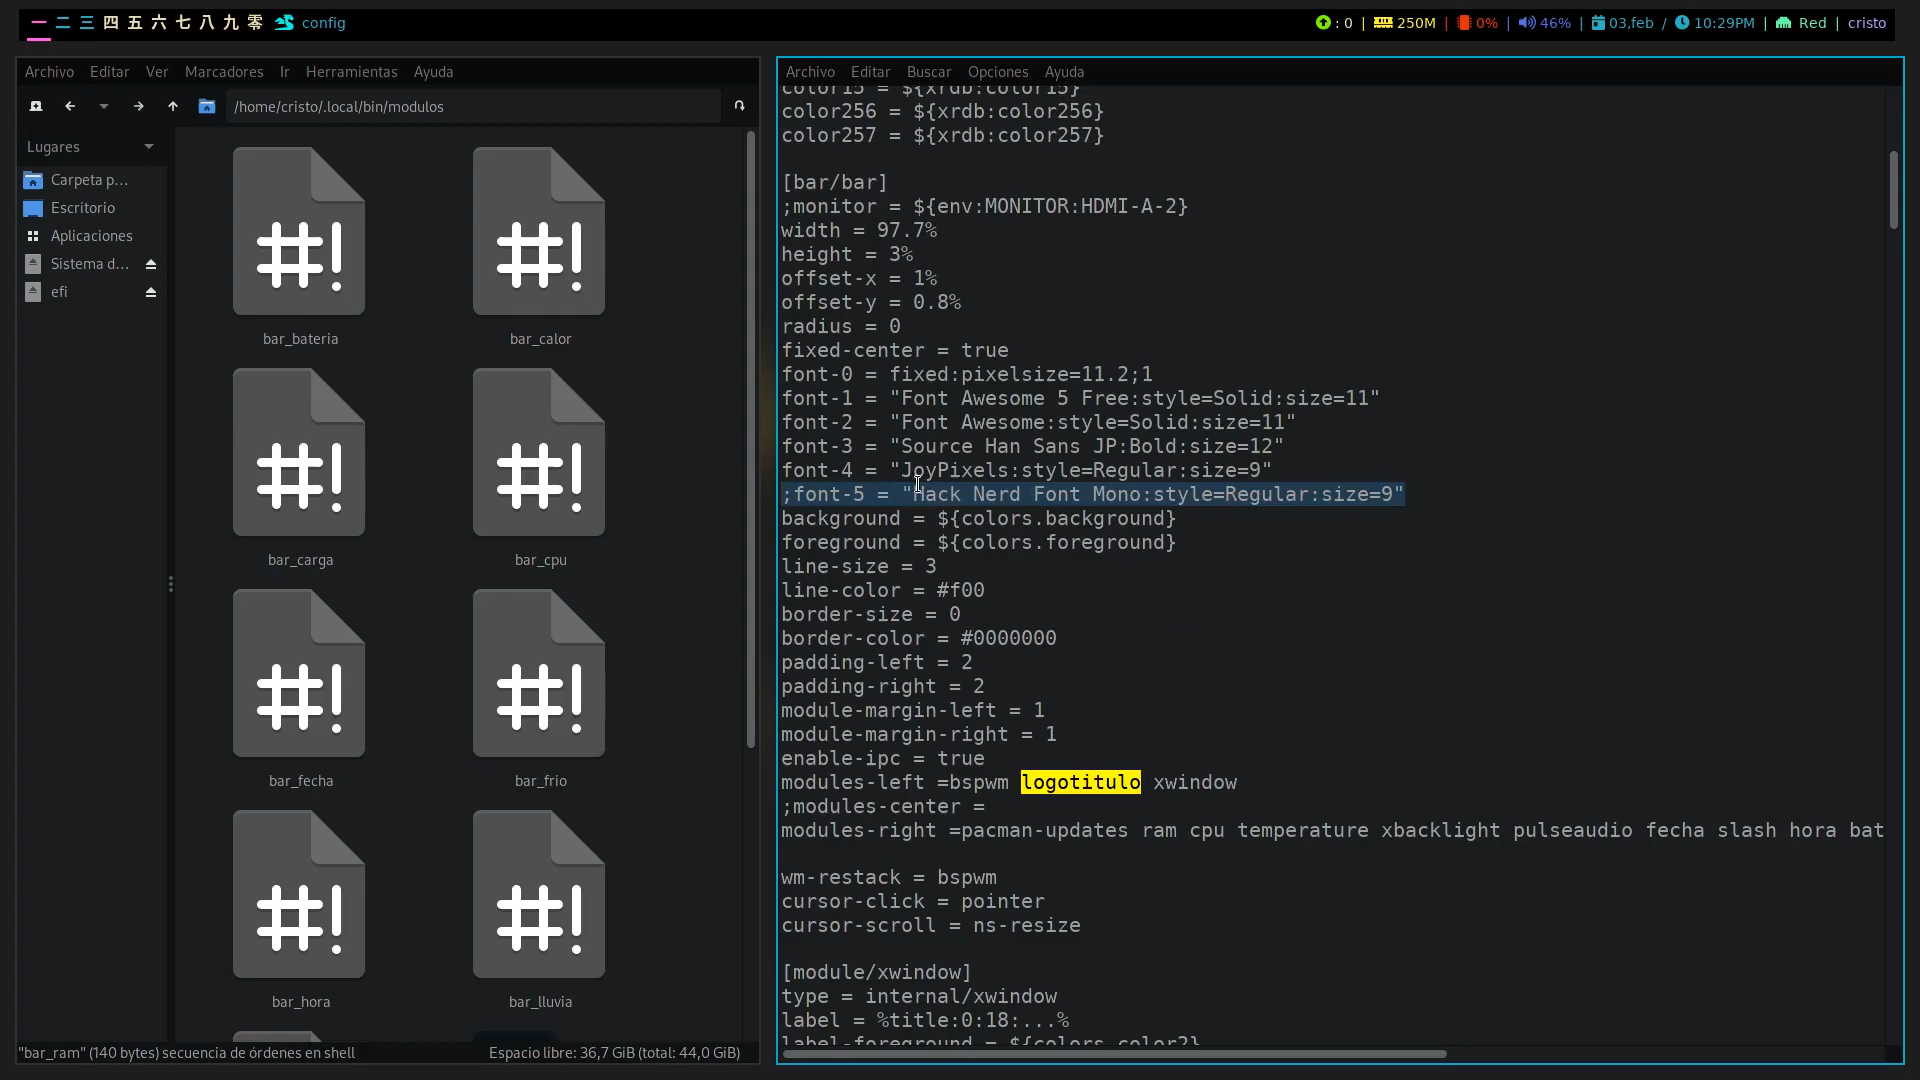 一 二 三 四 五 六 七 八 九 零 config
: 0 | 250M | 0% | 46% | 03,feb / 10:29PM | Red | cristo
Archivo Editar Ver Marcadores Ir Herramientas Ayuda
/home/cristo/.local/bin/modulos
Lugares
Carpeta p...
Escritorio
Aplicaciones
Sistema d...
efi
bar_bateria
bar_calor
bar_carga
bar_cpu
bar_fecha
bar_frio
bar_hora
bar_lluvia
"bar_ram" (140 bytes) secuencia de órdenes en shell
Espacio libre: 36,7 GiB (total: 44,0 GiB)
Archivo Editar Buscar Opciones Ayuda
color15 = ${xrdb:color15}
color256 = ${xrdb:color256}
color257 = ${xrdb:color257}
[bar/bar]
;monitor = ${env:MONITOR:HDMI-A-2}
width = 97.7%
height = 3%
offset-x = 1%
offset-y = 0.8%
radius = 0
fixed-center = true
font-0 = fixed:pixelsize=11.2;1
font-1 = "Font Awesome 5 Free:style=Solid:size=11"
font-2 = "Font Awesome:style=Solid:size=11"
font-3 = "Source Han Sans JP:Bold:size=12"
font-4 = "JoyPixels:style=Regular:size=9"
;font-5 = "Hack Nerd Font Mono:style=Regular:size=9"
background = ${colors.background}
foreground = ${colors.foreground}
line-size = 3
line-color = #f00
border-size = 0
border-color = #0000000
padding-left = 2
padding-right = 2
module-margin-left = 1
module-margin-right = 1
enable-ipc = true
modules-left =bspwm logotitulo xwindow
;modules-center =
modules-right =pacman-updates ram cpu temperature xbacklight pulseaudio fecha slash hora bat
wm-restack = bspwm
cursor-click = pointer
cursor-scroll = ns-resize
[module/xwindow]
type = internal/xwindow
label = %title:0:18:...%
label-foreground = ${colors.color2}